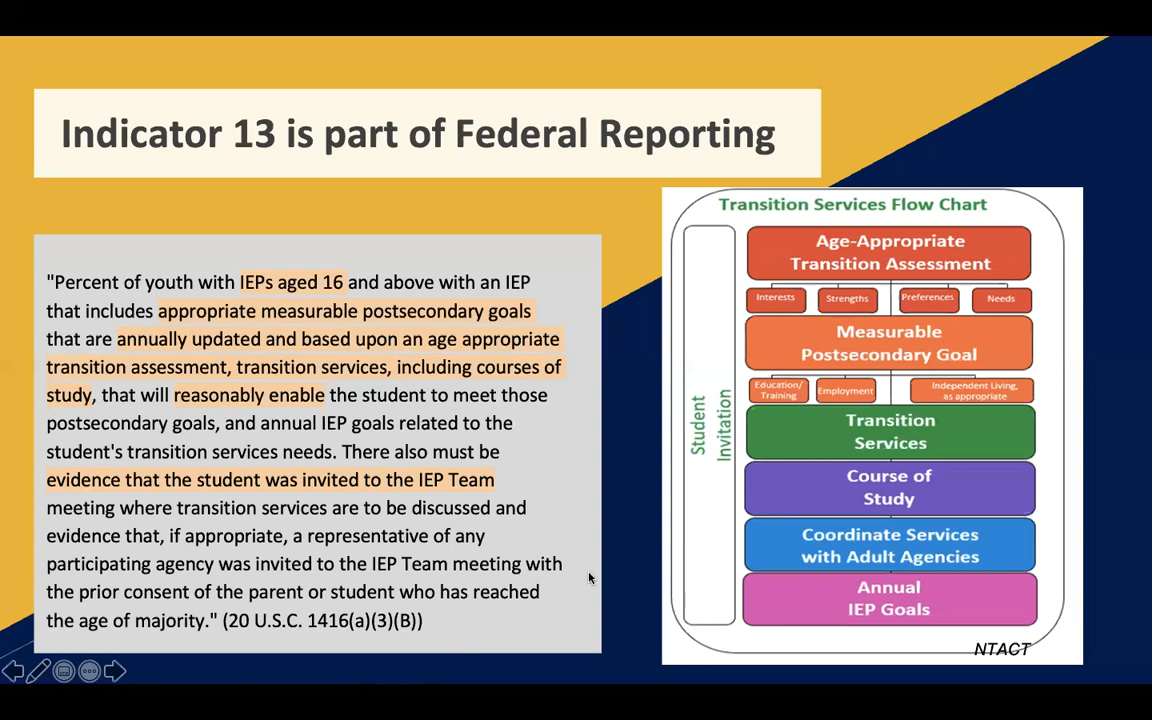 Indicator 13 is part of Federal Reporting
"Percent of youth with IEPs aged 16 and above with an IEP
that includes appropriate measurable postsecondary goals
that are annually updated and based upon an age appropriate
transition assessment, transition services, including courses of
study, that will reasonably enable the student to meet those
postsecondary goals, and annual IEP goals related to the
student's transition services needs. There also must be
evidence that the student was invited to the IEP Team
meeting where transition services are to be discussed and
evidence that, if appropriate, a representative of any
participating agency was invited to the IEP Team meeting with
the prior consent of the parent or student who has reached
the age of majority." (20 U.S.C. 1416(a)(3)(B))
Transition Services Flow Chart
Student
Invitation
Age-Appropriate
Transition Assessment
Interests
Strengths
Preferences
Needs
Measurable
Postsecondary Goal
Education/
Training
Employment
Independent Living,
as appropriate
Transition
Services
Course of
Study
Coordinate Services
with Adult Agencies
Annual
IEP Goals
NTACT